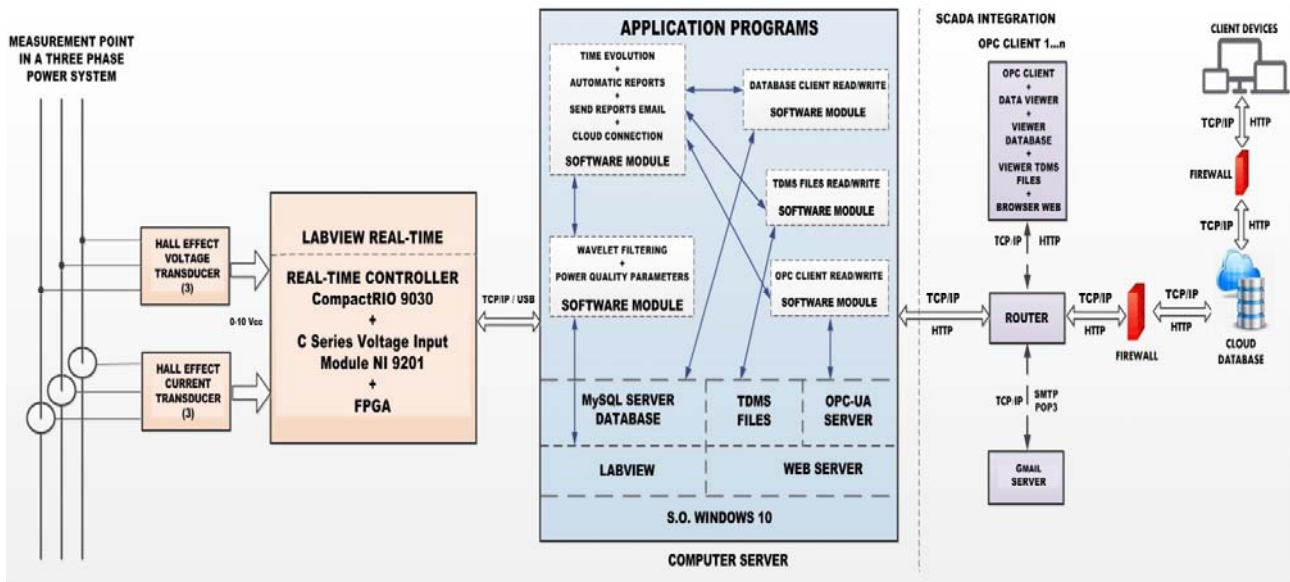 MEASUREMENT POINT
IN A THREE PHASE
POWER SYSTEM
HALL EFFECT
VOLTAGE
TRANSDUCER
(3)
0-10 Vcc
HALL EFFECT
CURRENT
TRANSDUCER
(3)
LABVIEW REAL-TIME
REAL-TIME CONTROLLER
CompactRIO 9030
+
C Series Voltage Input
Module NI 9201
+
FPGA
TCP/IP / USB
APPLICATION PROGRAMS
TIME EVOLUTION
+
AUTOMATIC REPORTS
+
SEND REPORTS EMAIL
+
CLOUD CONNECTION
SOFTWARE MODULE
DATABASE CLIENT READ/WRITE
SOFTWARE MODULE
TDMS FILES READ/WRITE
SOFTWARE MODULE
WAVELET FILTERING
+
POWER QUALITY PARAMETERS
SOFTWARE MODULE
OPC CLIENT READ/WRITE
SOFTWARE MODULE
MySQL SERVER
DATABASE
TDMS
FILES
OPC-UA
SERVER
LABVIEW
WEB SERVER
S.O. WINDOWS 10
COMPUTER SERVER
SCADA INTEGRATION
OPC CLIENT 1...n
OPC CLIENT
+
DATA VIEWER
+
VIEWER
DATABASE
+
VIEWER TDMS
FILES
+
BROWSER WEB
TCP/IP
HTTP
TCP/IP
HTTP
ROUTER
TCP-IP
SMTP
POP3
GMAIL
SERVER
TCP/IP
HTTP
FIREWALL
TCP/IP
HTTP
CLIENT DEVICES
TCP/IP
HTTP
FIREWALL
TCP/IP
HTTP
CLOUD
DATABASE